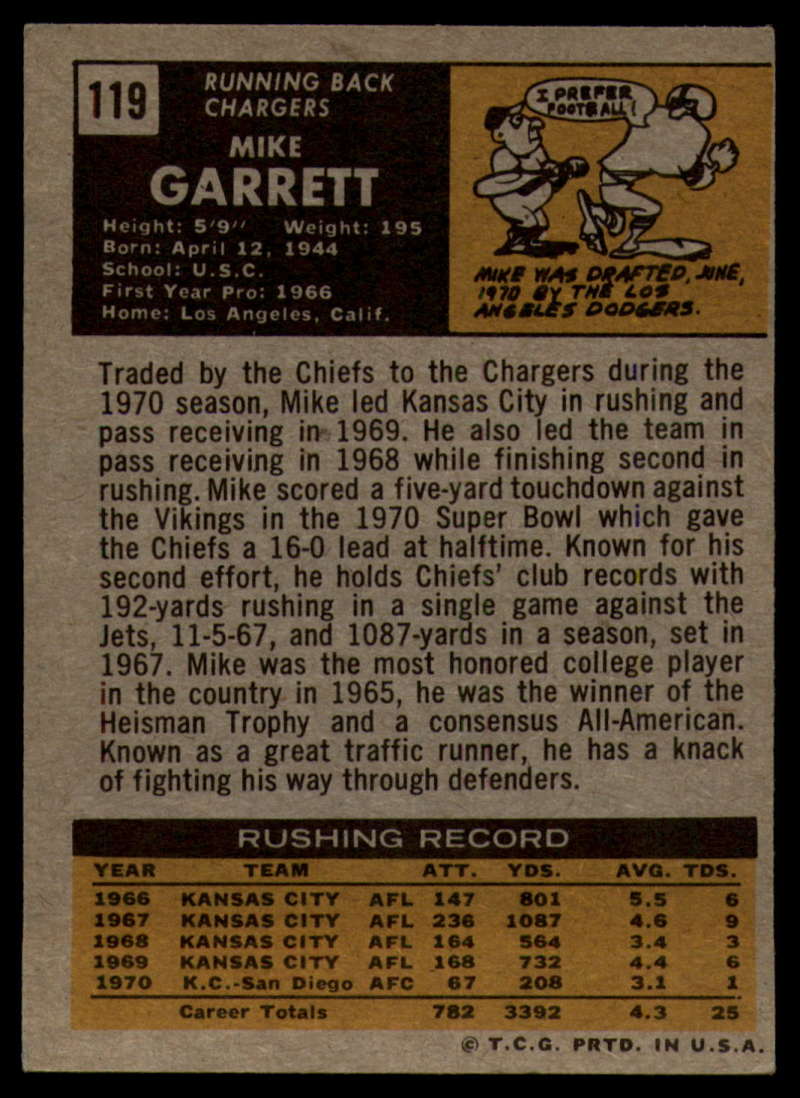 119
RUNNING BACK
CHARGERS
MIKE
GARRETT
Height: 5'9" Weight: 195
Born: April 12, 1944
School: U.S.C.
First Year Pro: 1966
Home: Los Angeles, Calif.
I PREFER
FOOTBALL!
MIKE WAS DRAFTED, JUNE,
1970 BY THE LOS
ANGELES DODGERS.
Traded by the Chiefs to the Chargers during the
1970 season, Mike led Kansas City in rushing and
pass receiving in 1969. He also led the team in
pass receiving in 1968 while finishing second in
rushing. Mike scored a five-yard touchdown against
the Vikings in the 1970 Super Bowl which gave
the Chiefs a 16-0 lead at halftime. Known for his
second effort, he holds Chiefs' club records with
192-yards rushing in a single game against the
Jets, 11-5-67, and 1087-yards in a season, set in
1967. Mike was the most honored college player
in the country in 1965, he was the winner of the
Heisman Trophy and a consensus All-American.
Known as a great traffic runner, he has a knack
of fighting his way through defenders.
RUSHING RECORD
YEAR TEAM ATT. YDS. AVG. TDS.
1966 KANSAS CITY AFL 147 801 5.5 6
1967 KANSAS CITY AFL 236 1087 4.6 9
1968 KANSAS CITY AFL 164 564 3.4 3
1969 KANSAS CITY AFL 168 732 4.4 6
1970 K.C.-San Diego AFC 67 208 3.1 1
Career Totals 782 3392 4.3 25
© T.C.G. PRTD. IN U.S.A.